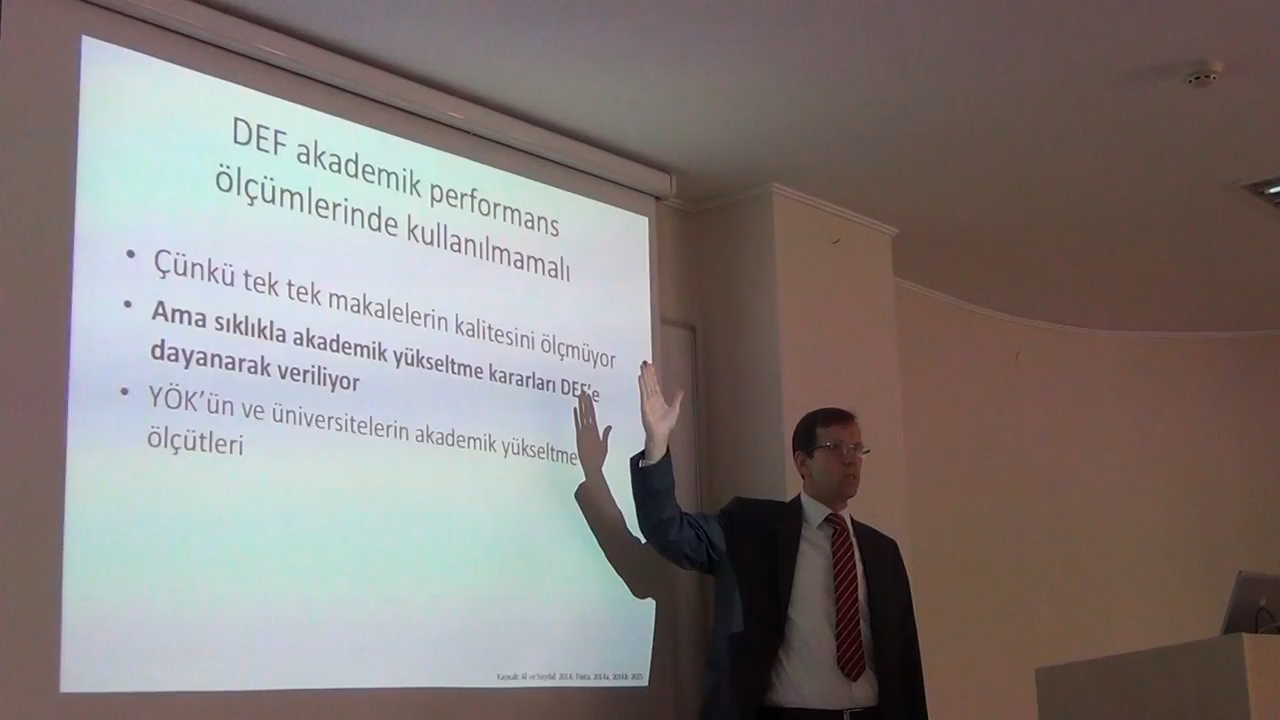 DEF akademik performans
ölçümlerinde kullanılmamalı
• Çünkü tek tek makalelerin kalitesini ölçmüyor
• Ama sıklıkla akademik yükseltme kararları DEF’e
dayanarak veriliyor
• YÖK’ün ve üniversitelerin akademik yükseltme
ölçütleri